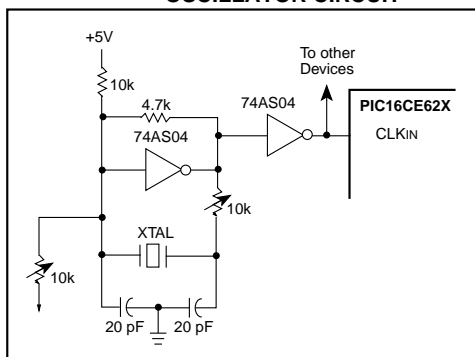 OSCILLATOR CIRCUIT
+5V
To other
Devices
10k
4.7k
74AS04
PIC16CE62X
74AS04
CLKIN
10k
XTAL
10k
20 pF
20 pF